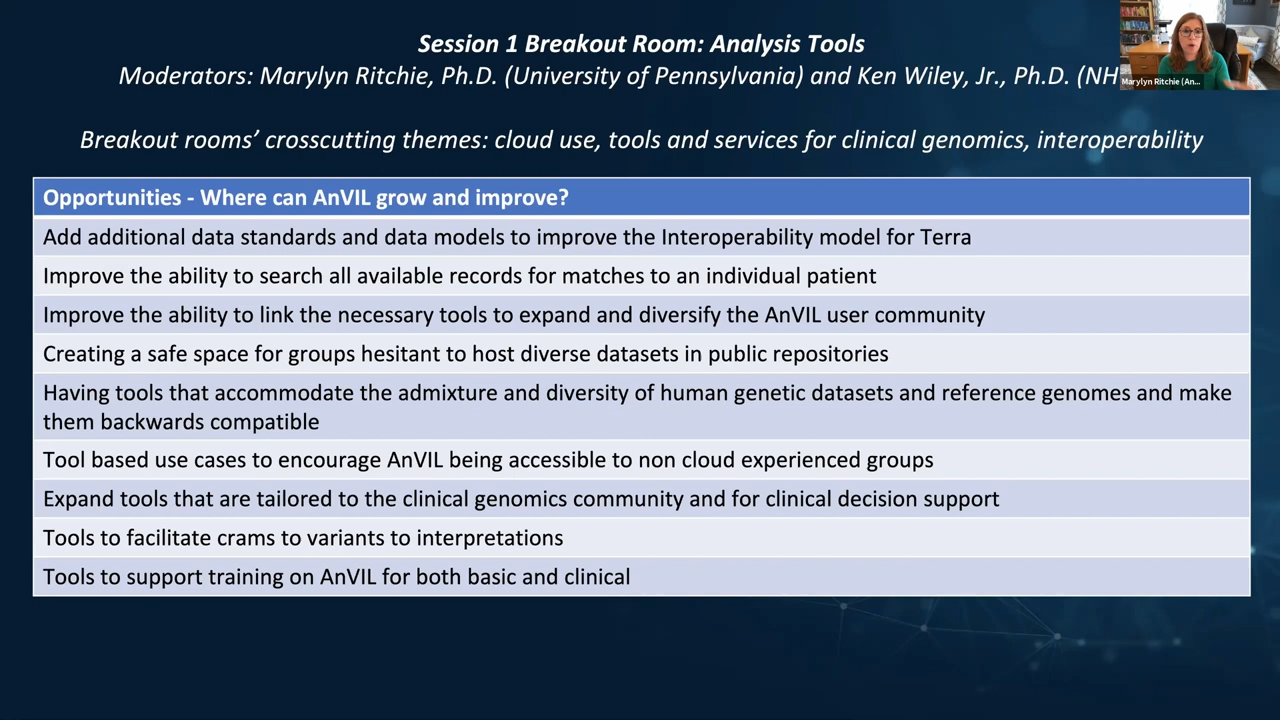 Session 1 Breakout Room: Analysis Tools
Moderators: Marylyn Ritchie, Ph.D. (University of Pennsylvania) and Ken Wiley, Jr., Ph.D. (NH
Marylyn Ritchie (An...
Breakout rooms’ crosscutting themes: cloud use, tools and services for clinical genomics, interoperability
Opportunities - Where can AnVIL grow and improve?
Add additional data standards and data models to improve the Interoperability model for Terra
Improve the ability to search all available records for matches to an individual patient
Improve the ability to link the necessary tools to expand and diversify the AnVIL user community
Creating a safe space for groups hesitant to host diverse datasets in public repositories
Having tools that accommodate the admixture and diversity of human genetic datasets and reference genomes and make
them backwards compatible
Tool based use cases to encourage AnVIL being accessible to non cloud experienced groups
Expand tools that are tailored to the clinical genomics community and for clinical decision support
Tools to facilitate crams to variants to interpretations
Tools to support training on AnVIL for both basic and clinical